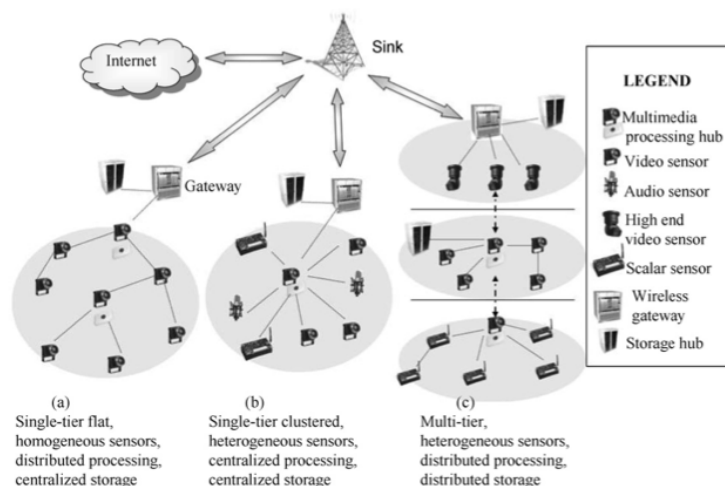 Sink
Internet
Gateway
LEGEND
Multimedia
processing hub
Video sensor
Audio sensor
High end
video sensor
Scalar sensor
Wireless
gateway
Storage hub
(a)
Single-tier flat,
homogeneous sensors,
distributed processing,
centralized storage
(b)
Single-tier clustered,
heterogeneous sensors,
centralized processing,
centralized storage
(c)
Multi-tier,
heterogeneous sensors,
distributed processing,
distributed storage